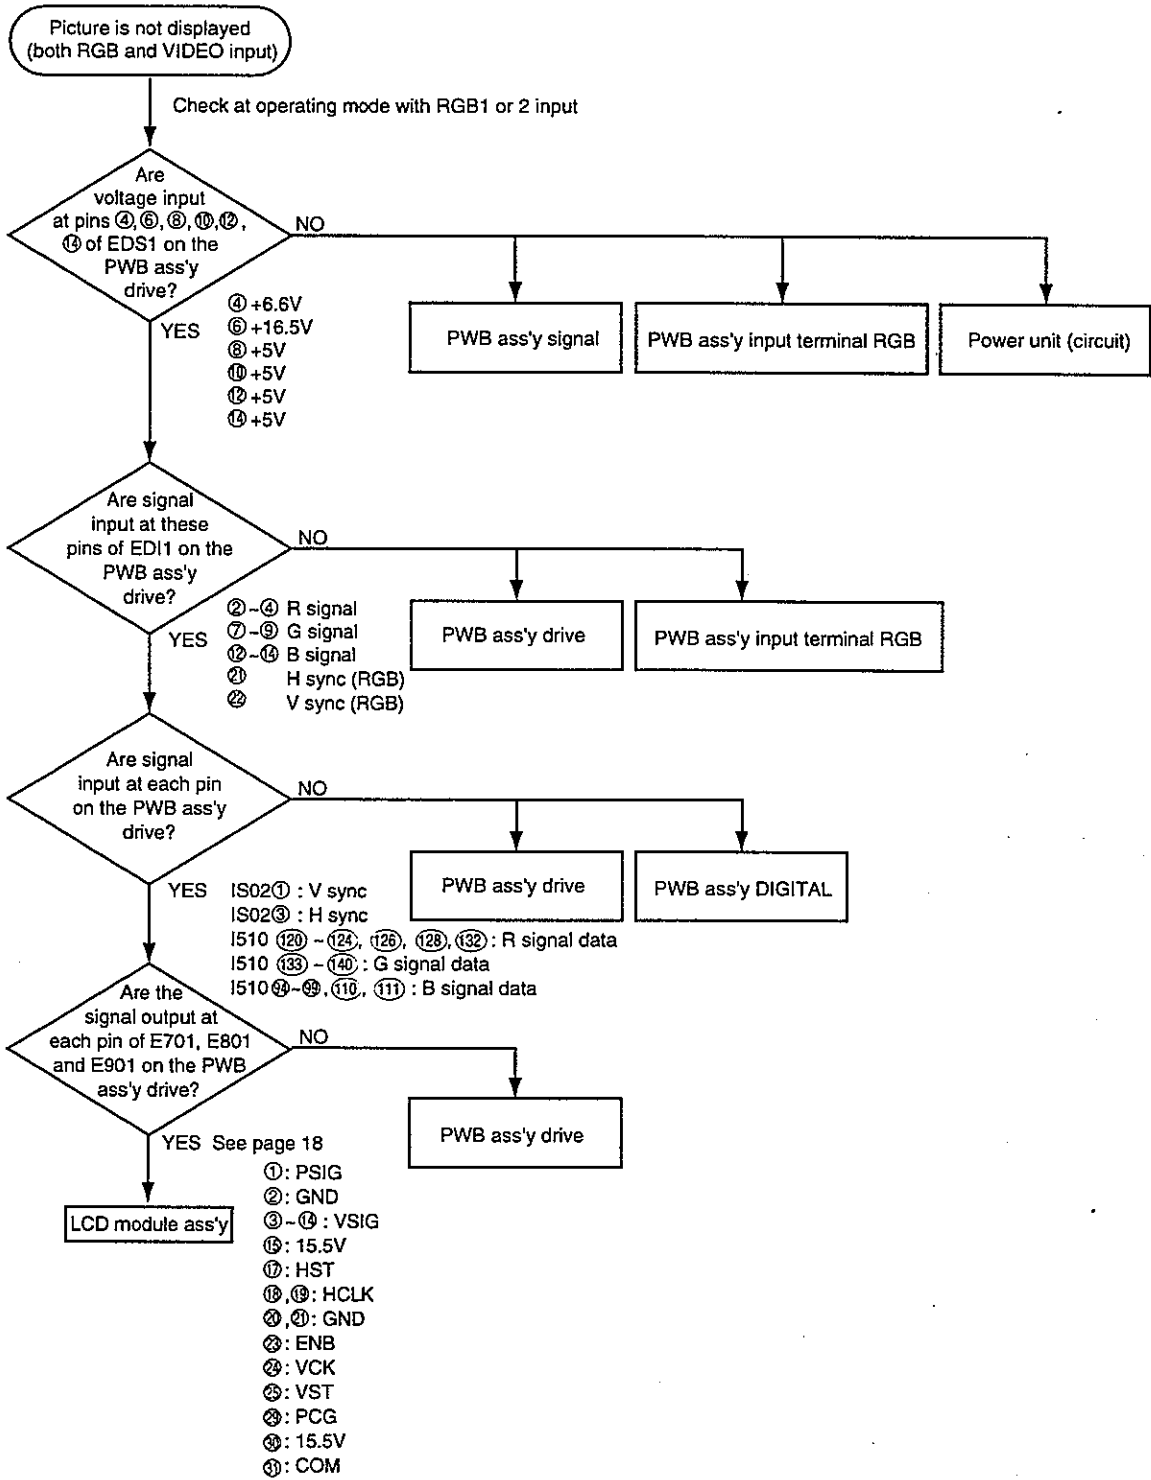 Picture is not displayed
(both RGB and VIDEO input)
Check at operating mode with RGB1 or 2 input
Are
voltage input
at pins ④,⑥,⑧,⑩,⑫,
⑭ of EDS1 on the
PWB ass'y
drive?
NO
YES
④ +6.6V
⑥ +16.5V
⑧ +5V
⑩ +5V
⑫ +5V
⑭ +5V
PWB ass'y signal
PWB ass'y input terminal RGB
Power unit (circuit)
Are signal
input at these
pins of EDI1 on the
PWB ass'y
drive?
NO
YES
②~④ R signal
⑦~⑨ G signal
⑫~⑭ B signal
㉑ H sync (RGB)
㉒ V sync (RGB)
PWB ass'y drive
PWB ass'y input terminal RGB
Are signal
input at each pin
on the PWB ass'y
drive?
NO
YES
IS02① : V sync
IS02③ : H sync
I510 (120) ~ (124), (126), (128), (132) : R signal data
I510 (133) ~ (140) : G signal data
I510 (94)~(99), (110), (111) : B signal data
PWB ass'y drive
PWB ass'y DIGITAL
Are the
signal output at
each pin of E701, E801
and E901 on the PWB
ass'y drive?
NO
YES See page 18
PWB ass'y drive
①: PSIG
②: GND
③~⑭ : VSIG
⑮: 15.5V
⑰: HST
⑱,⑲: HCLK
⑳,㉑: GND
㉓: ENB
㉔: VCK
㉕: VST
㉙: PCG
㉚: 15.5V
㉛: COM
LCD module ass'y